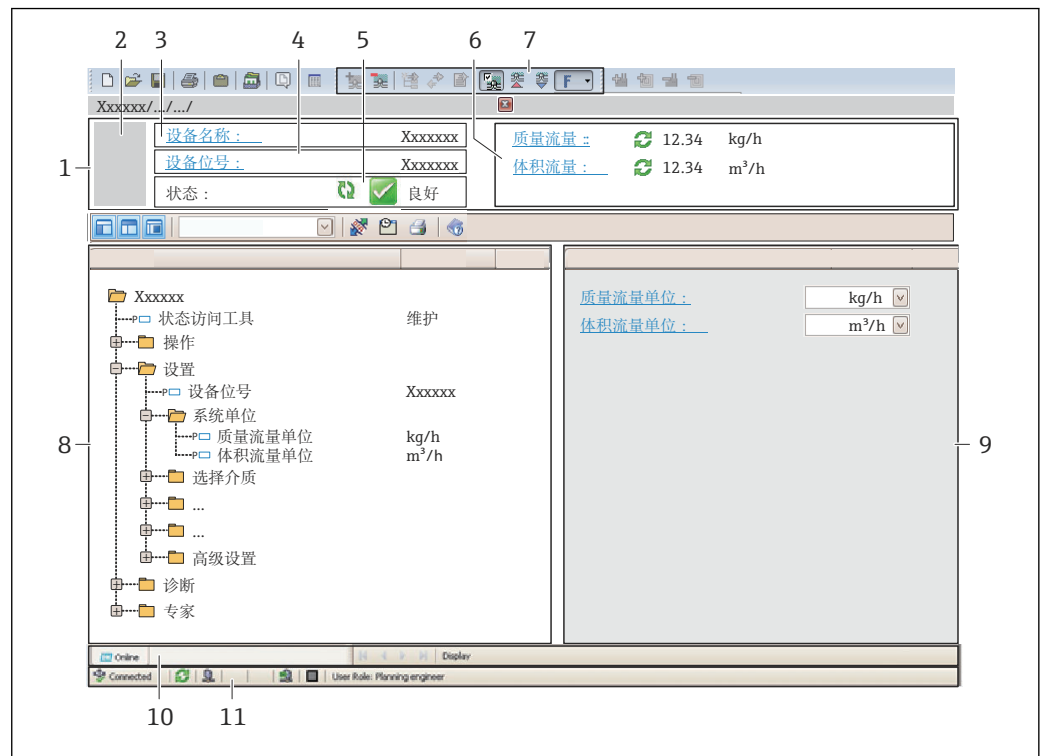 2 3 4 5 6 7
F
Xxxxxx/.../.../
1
设备名称： Xxxxxxx
设备位号： Xxxxxxx
状态： 良好
质量流量：: 12.34 kg/h
体积流量： 12.34 m³/h
Xxxxxx
P 状态访问工具 维护
操作
设置
P 设备位号 Xxxxxx
系统单位
P 质量流量单位 kg/h
P 体积流量单位 m³/h
选择介质
...
...
高级设置
诊断
专家
8
质量流量单位： kg/h
体积流量单位： m³/h
9
Online Display
Connected User Role: Planning engineer
10 11